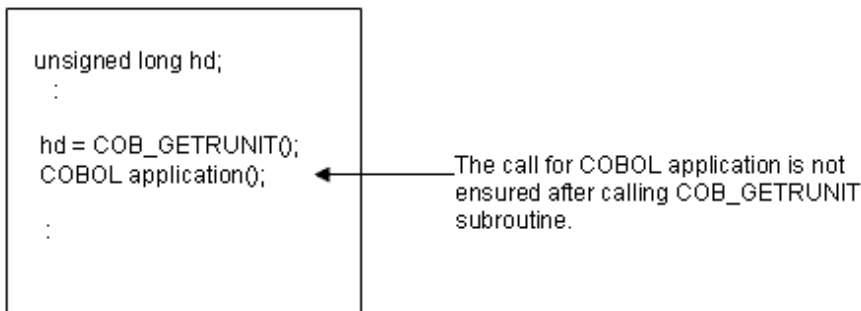 unsigned long hd;
:
hd = COB_GETRUNIT();
COBOL application();
:
The call for COBOL application is not
ensured after calling COB_GETRUNIT
subroutine.